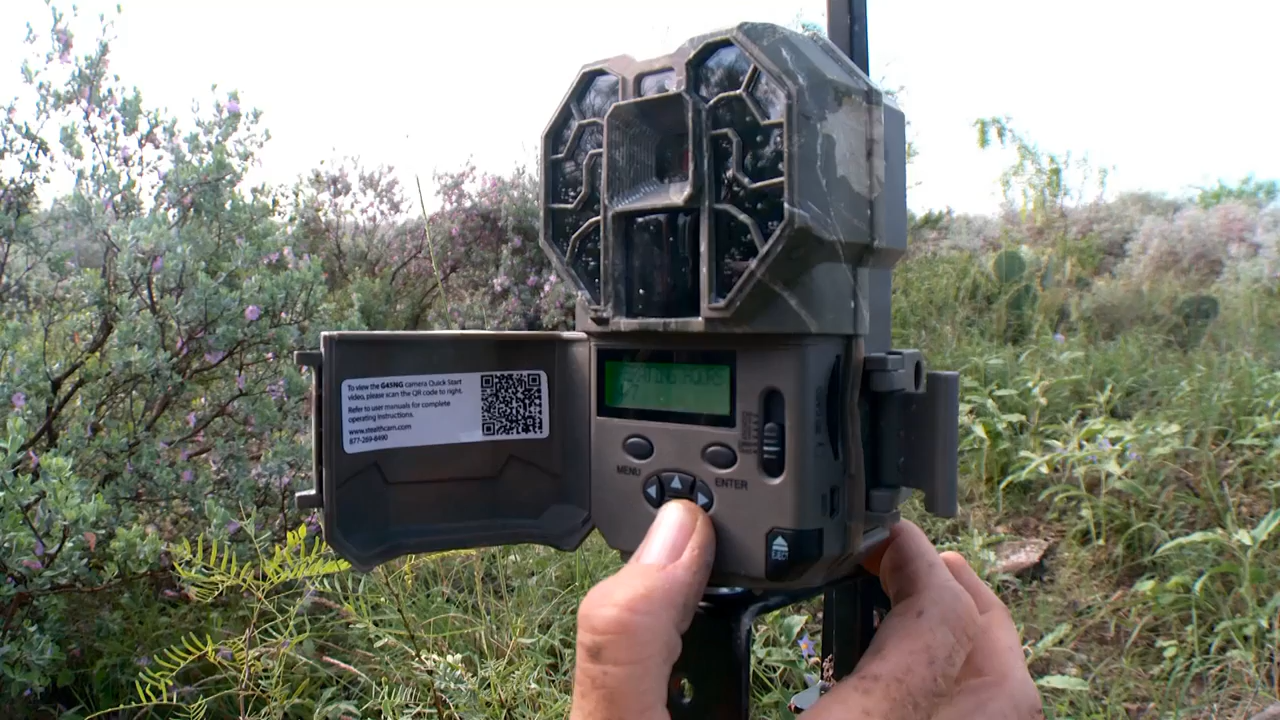 To view the G45NG camera Quick Start
video, please scan the QR code to right.
Refer to user manuals for complete
operating instructions.
www.stealthcam.com
877-269-8490
MENU
ENTER